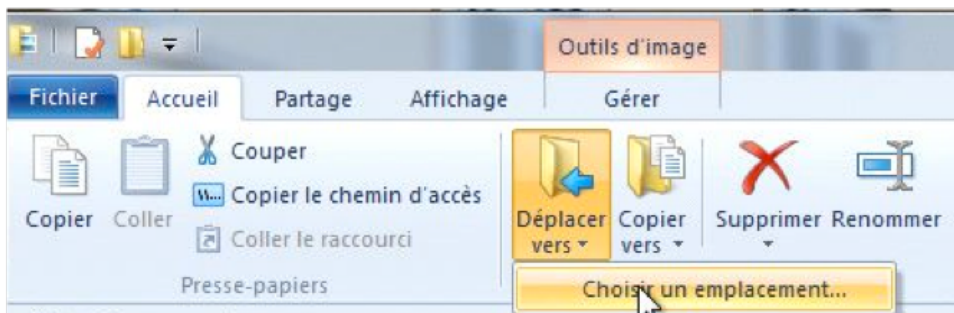 Outils d'image
Fichier Accueil Partage Affichage Gérer
Couper
Copier le chemin d'accès
Coller le raccourci
Copier Coller
Presse-papiers
Déplacer vers
Copier vers
Supprimer Renommer
Choisir un emplacement...